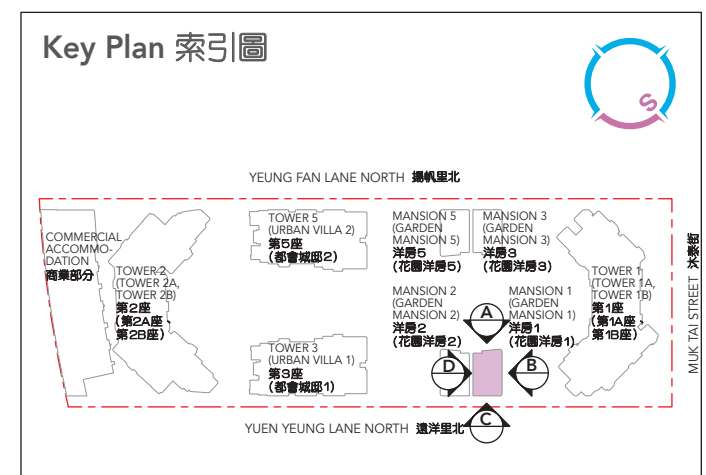 Key Plan 索引圖
S
YEUNG FAN LANE NORTH 揚帆里北
COMMERCIAL
ACCOMMO-
DATION
商業部分
TOWER 2
(TOWER 2A,
TOWER 2B)
第2座
(第2A座、
第2B座)
TOWER 5
(URBAN VILLA 2)
第5座
(都會城邸2)
TOWER 3
(URBAN VILLA 1)
第3座
(都會城邸1)
MANSION 5
(GARDEN
MANSION 5)
洋房5
(花園洋房5)
MANSION 3
(GARDEN
MANSION 3)
洋房3
(花園洋房3)
MANSION 2
(GARDEN
MANSION 2)
洋房2
(花園洋房2)
MANSION 1
(GARDEN
MANSION 1)
洋房1
(花園洋房1)
TOWER 1
(TOWER 1A,
TOWER 1B)
第1座
(第1A座、
第1B座)
A
B
C
D
MUK TAI STREET 沐泰街
YUEN YEUNG LANE NORTH 遠洋里北